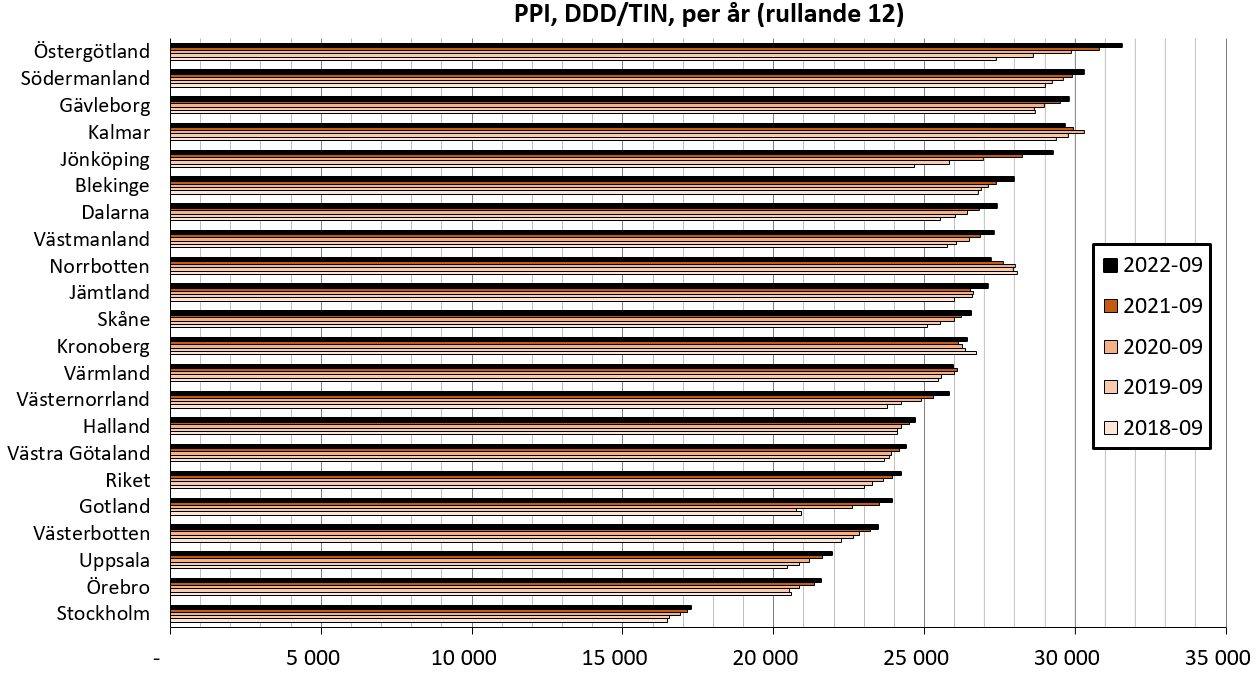 PPI, DDD/TIN, per år (rullande 12)
Östergötland
Södermanland
Gävleborg
Kalmar
Jönköping
Blekinge
Dalarna
Västmanland
Norrbotten
Jämtland
Skåne
Kronoberg
Värmland
Västernorrland
Halland
Västra Götaland
Riket
Gotland
Västerbotten
Uppsala
Örebro
Stockholm
2022-09
2021-09
2020-09
2019-09
2018-09
- 5 000 10 000 15 000 20 000 25 000 30 000 35 000